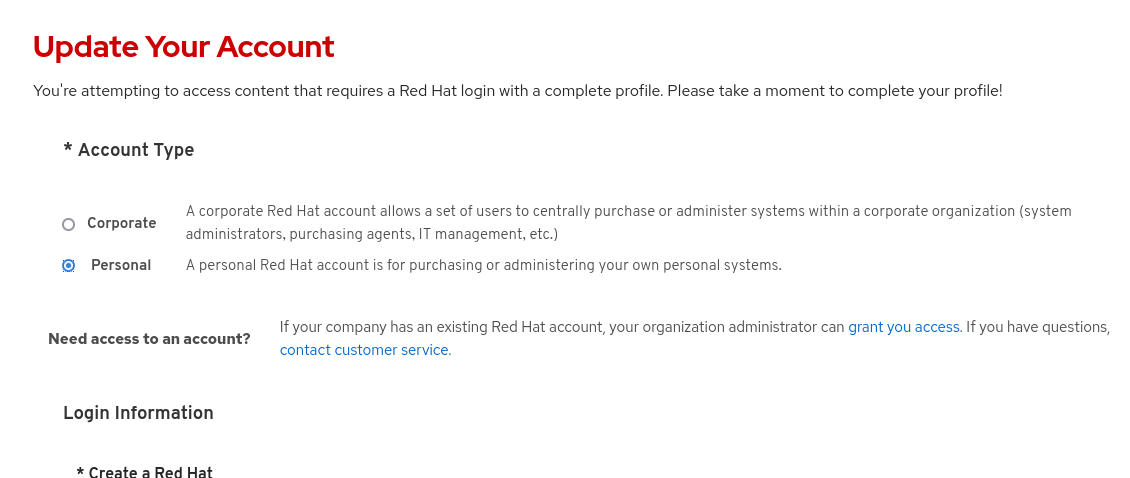 Update Your Account
You're attempting to access content that requires a Red Hat login with a complete profile. Please take a moment to complete your profile!
* Account Type
Corporate
A corporate Red Hat account allows a set of users to centrally purchase or administer systems within a corporate organization (system
administrators, purchasing agents, IT management, etc.)
Personal
A personal Red Hat account is for purchasing or administering your own personal systems.
Need access to an account?
If your company has an existing Red Hat account, your organization administrator can grant you access. If you have questions,
contact customer service.
Login Information
* Create a Red Hat